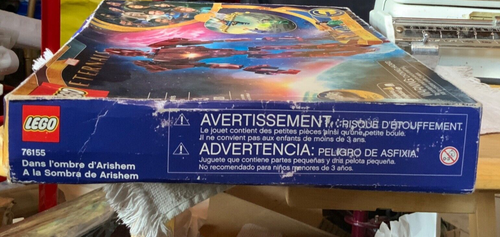 ETERNALS
LEGO
76155
Dans l'ombre d'Arishem
A la Sombra de Arishem
AVERTISSEMENT : RISQUE D'ÉTOUFFEMENT.
Le jouet contient des petites pièces ainsi qu'une petite boule.
Il ne convient pas aux enfants de moins de 3 ans.
ADVERTENCIA: PELIGRO DE ASFIXIA.
Juguete que contiene partes pequeñas y una pelota pequeña.
No recomendado para niños menores de 3 años.